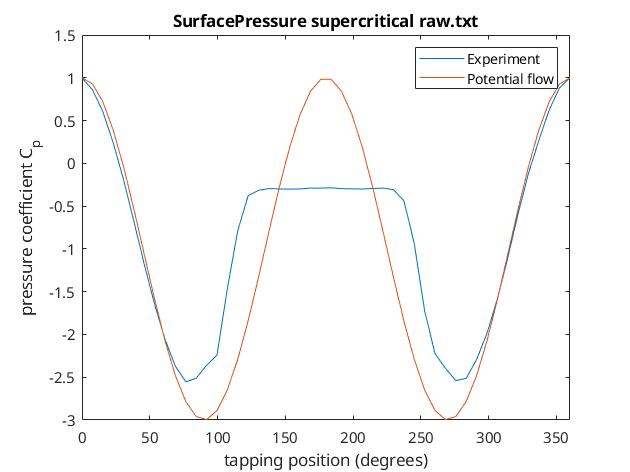 SurfacePressure supercritical raw.txt
Experiment
Potential flow
1.5
1
0.5
0
-0.5
-1
-1.5
-2
-2.5
-3
pressure coefficient Cp
0 50 100 150 200 250 300 350
tapping position (degrees)